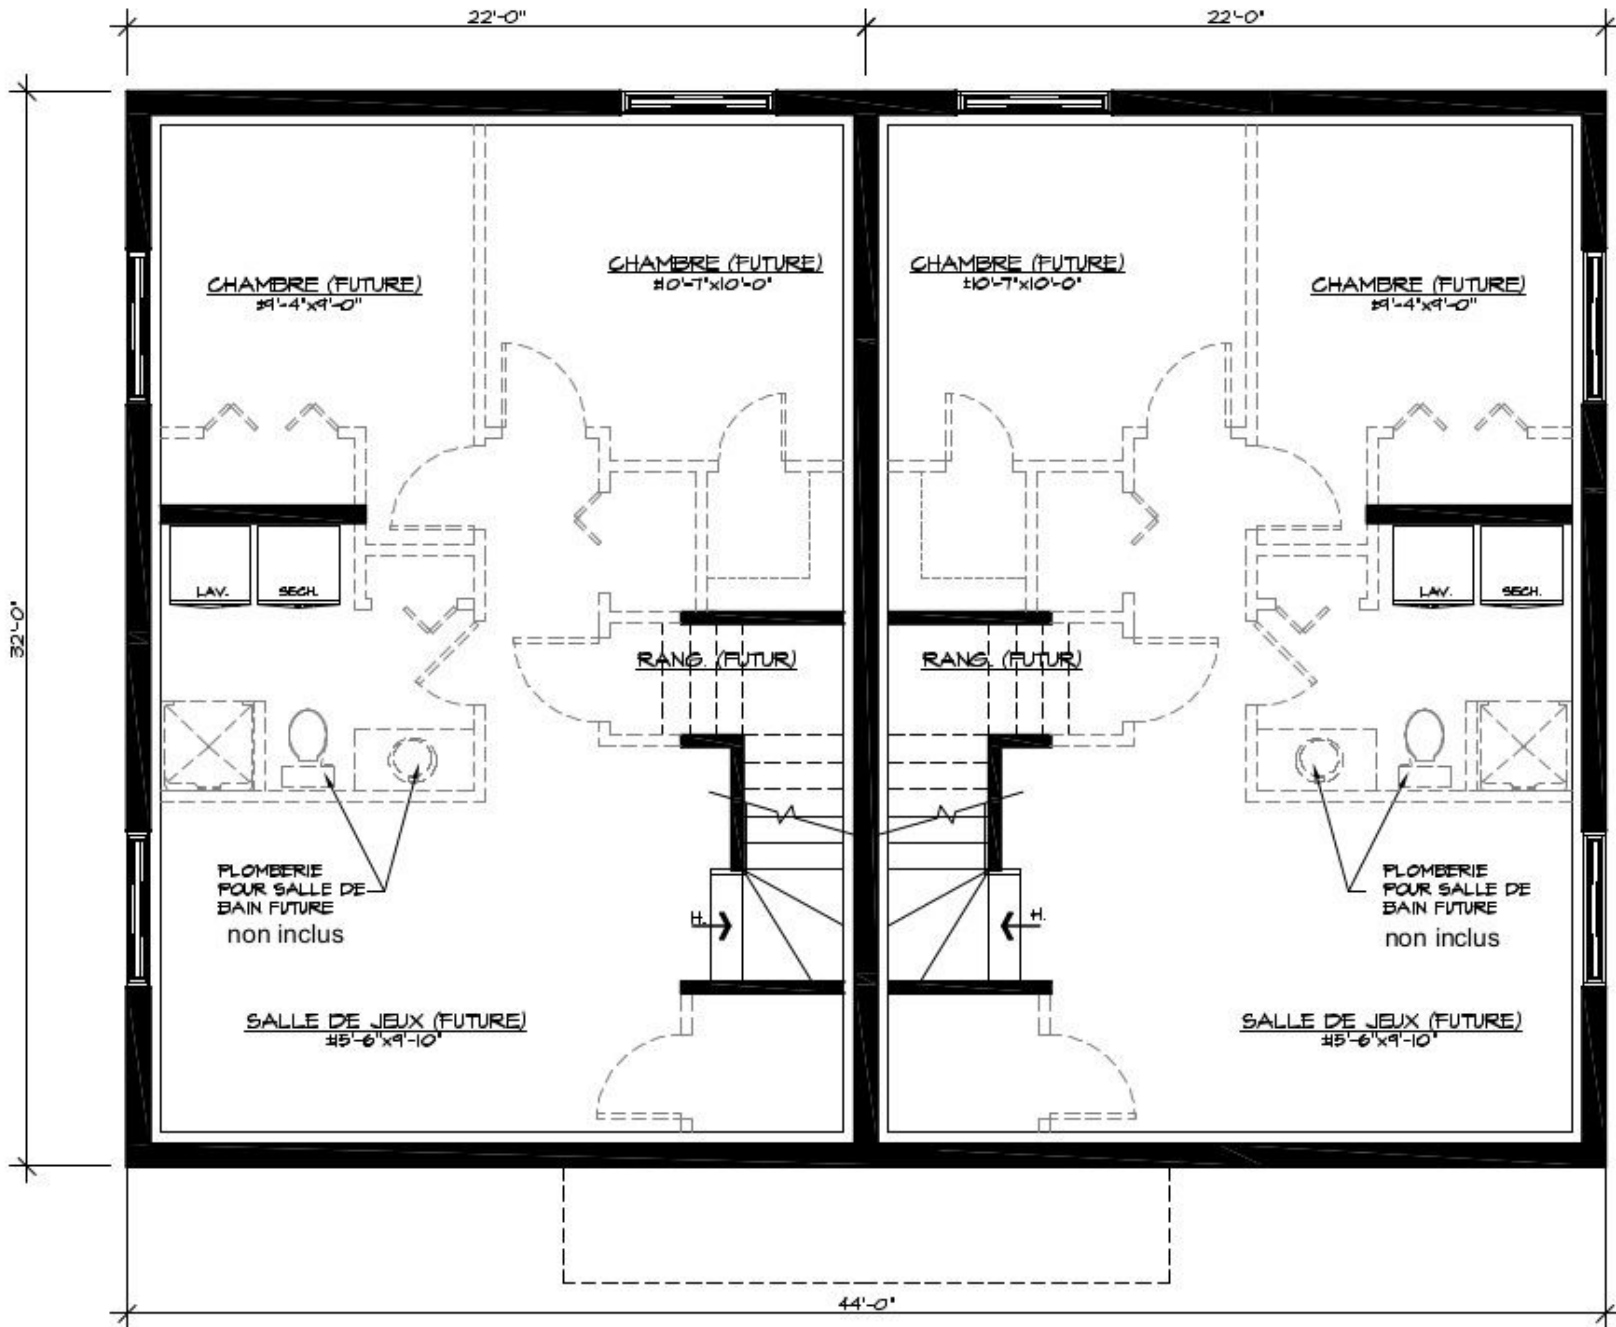 22'-0" 22'-0"
CHAMBRE (FUTURE) CHAMBRE (FUTURE)
±10'-7"x10'-0" ±10'-7"x10'-0"
CHAMBRE (FUTURE) CHAMBRE (FUTURE)
±9'-4"x9'-0" ±9'-4"x9'-0"
LAV. SECH. LAV. SECH.
32'-0"
RANG. (FUTUR) RANG. (FUTUR)
PLOMBERIE
POUR SALLE DE
BAIN FUTURE
non inclus
H. H.
PLOMBERIE
POUR SALLE DE
BAIN FUTURE
non inclus
SALLE DE JEUX (FUTURE) SALLE DE JEUX (FUTURE)
±15'-6"x9'-10" ±15'-6"x9'-10"
44'-0"